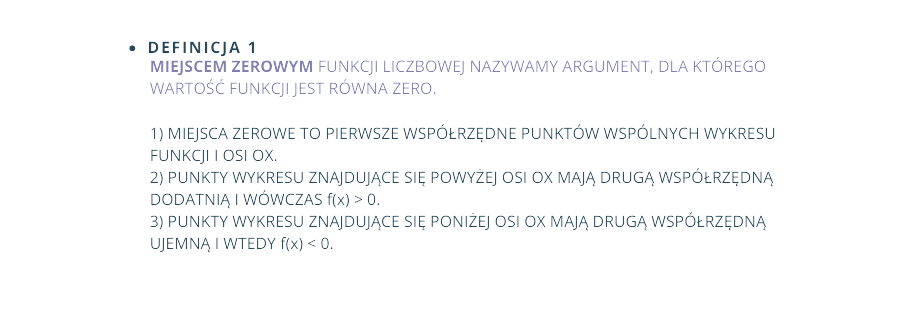 • DEFINICJA 1
MIEJSCEM ZEROWYM FUNKCJI LICZBOWEJ NAZYWAMY ARGUMENT, DLA KTÓREGO
WARTOŚĆ FUNKCJI JEST RÓWNA ZERO.
1) MIEJSCA ZEROWE TO PIERWSZE WSPÓŁRZĘDNE PUNKTÓW WSPÓLNYCH WYKRESU
FUNKCJI I OSI OX.
2) PUNKTY WYKRESU ZNAJDUJĄCE SIĘ POWYŻEJ OSI OX MAJĄ DRUGĄ WSPÓŁRZĘDNĄ
DODATNIĄ I WÓWCZAS f(x) > 0.
3) PUNKTY WYKRESU ZNAJDUJĄCE SIĘ PONIŻEJ OSI OX MAJĄ DRUGĄ WSPÓŁRZĘDNĄ
UJEMNĄ I WTEDY f(x) < 0.